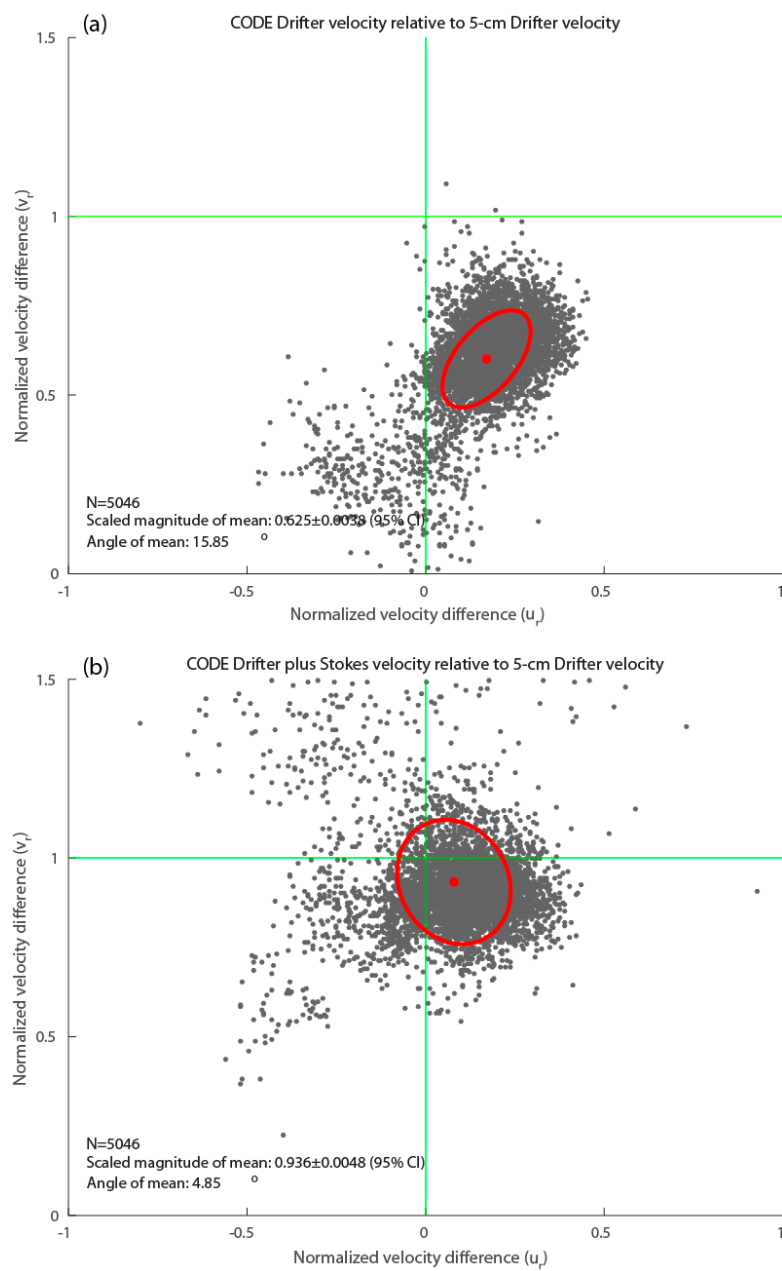 (a)
CODE Drifter velocity relative to 5-cm Drifter velocity
1.5
1
Normalized velocity difference (vr)
0.5
N=5046
Scaled magnitude of mean: 0.625±0.0038 (95% CI)
Angle of mean: 15.85 o
0
-1 -0.5 0 0.5 1
Normalized velocity difference (ur)
(b)
CODE Drifter plus Stokes velocity relative to 5-cm Drifter velocity
1.5
1
Normalized velocity difference (vr)
0.5
N=5046
Scaled magnitude of mean: 0.936±0.0048 (95% CI)
Angle of mean: 4.85 o
0
-1 -0.5 0 0.5 1
Normalized velocity difference (ur)